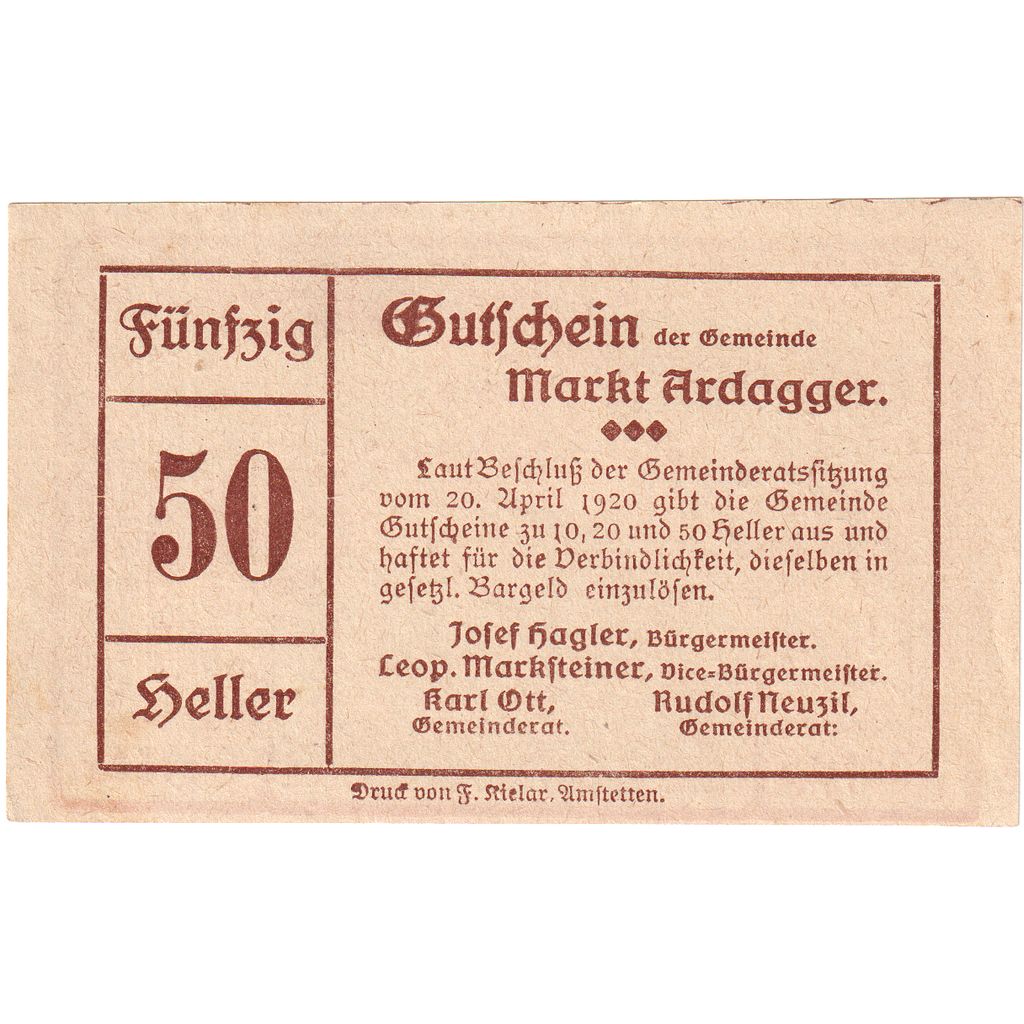 Fünfzig
50
Heller
Gutschein der Gemeinde
Markt Ardagger.
Laut Beschluß der Gemeinderatssitzung
vom 20. April 1920 gibt die Gemeinde
Gutscheine zu 10, 20 und 50 Heller aus und
haftet für die Verbindlichkeit, dieselben in
gesetzl. Bargeld einzulösen.
Josef Hagler, Bürgermeister.
Leop. Marksteiner, Vice-Bürgermeister.
Karl Ott, Rudolf Neuzil,
Gemeinderat. Gemeinderat:
Druck von F. Kielar, Amstetten.